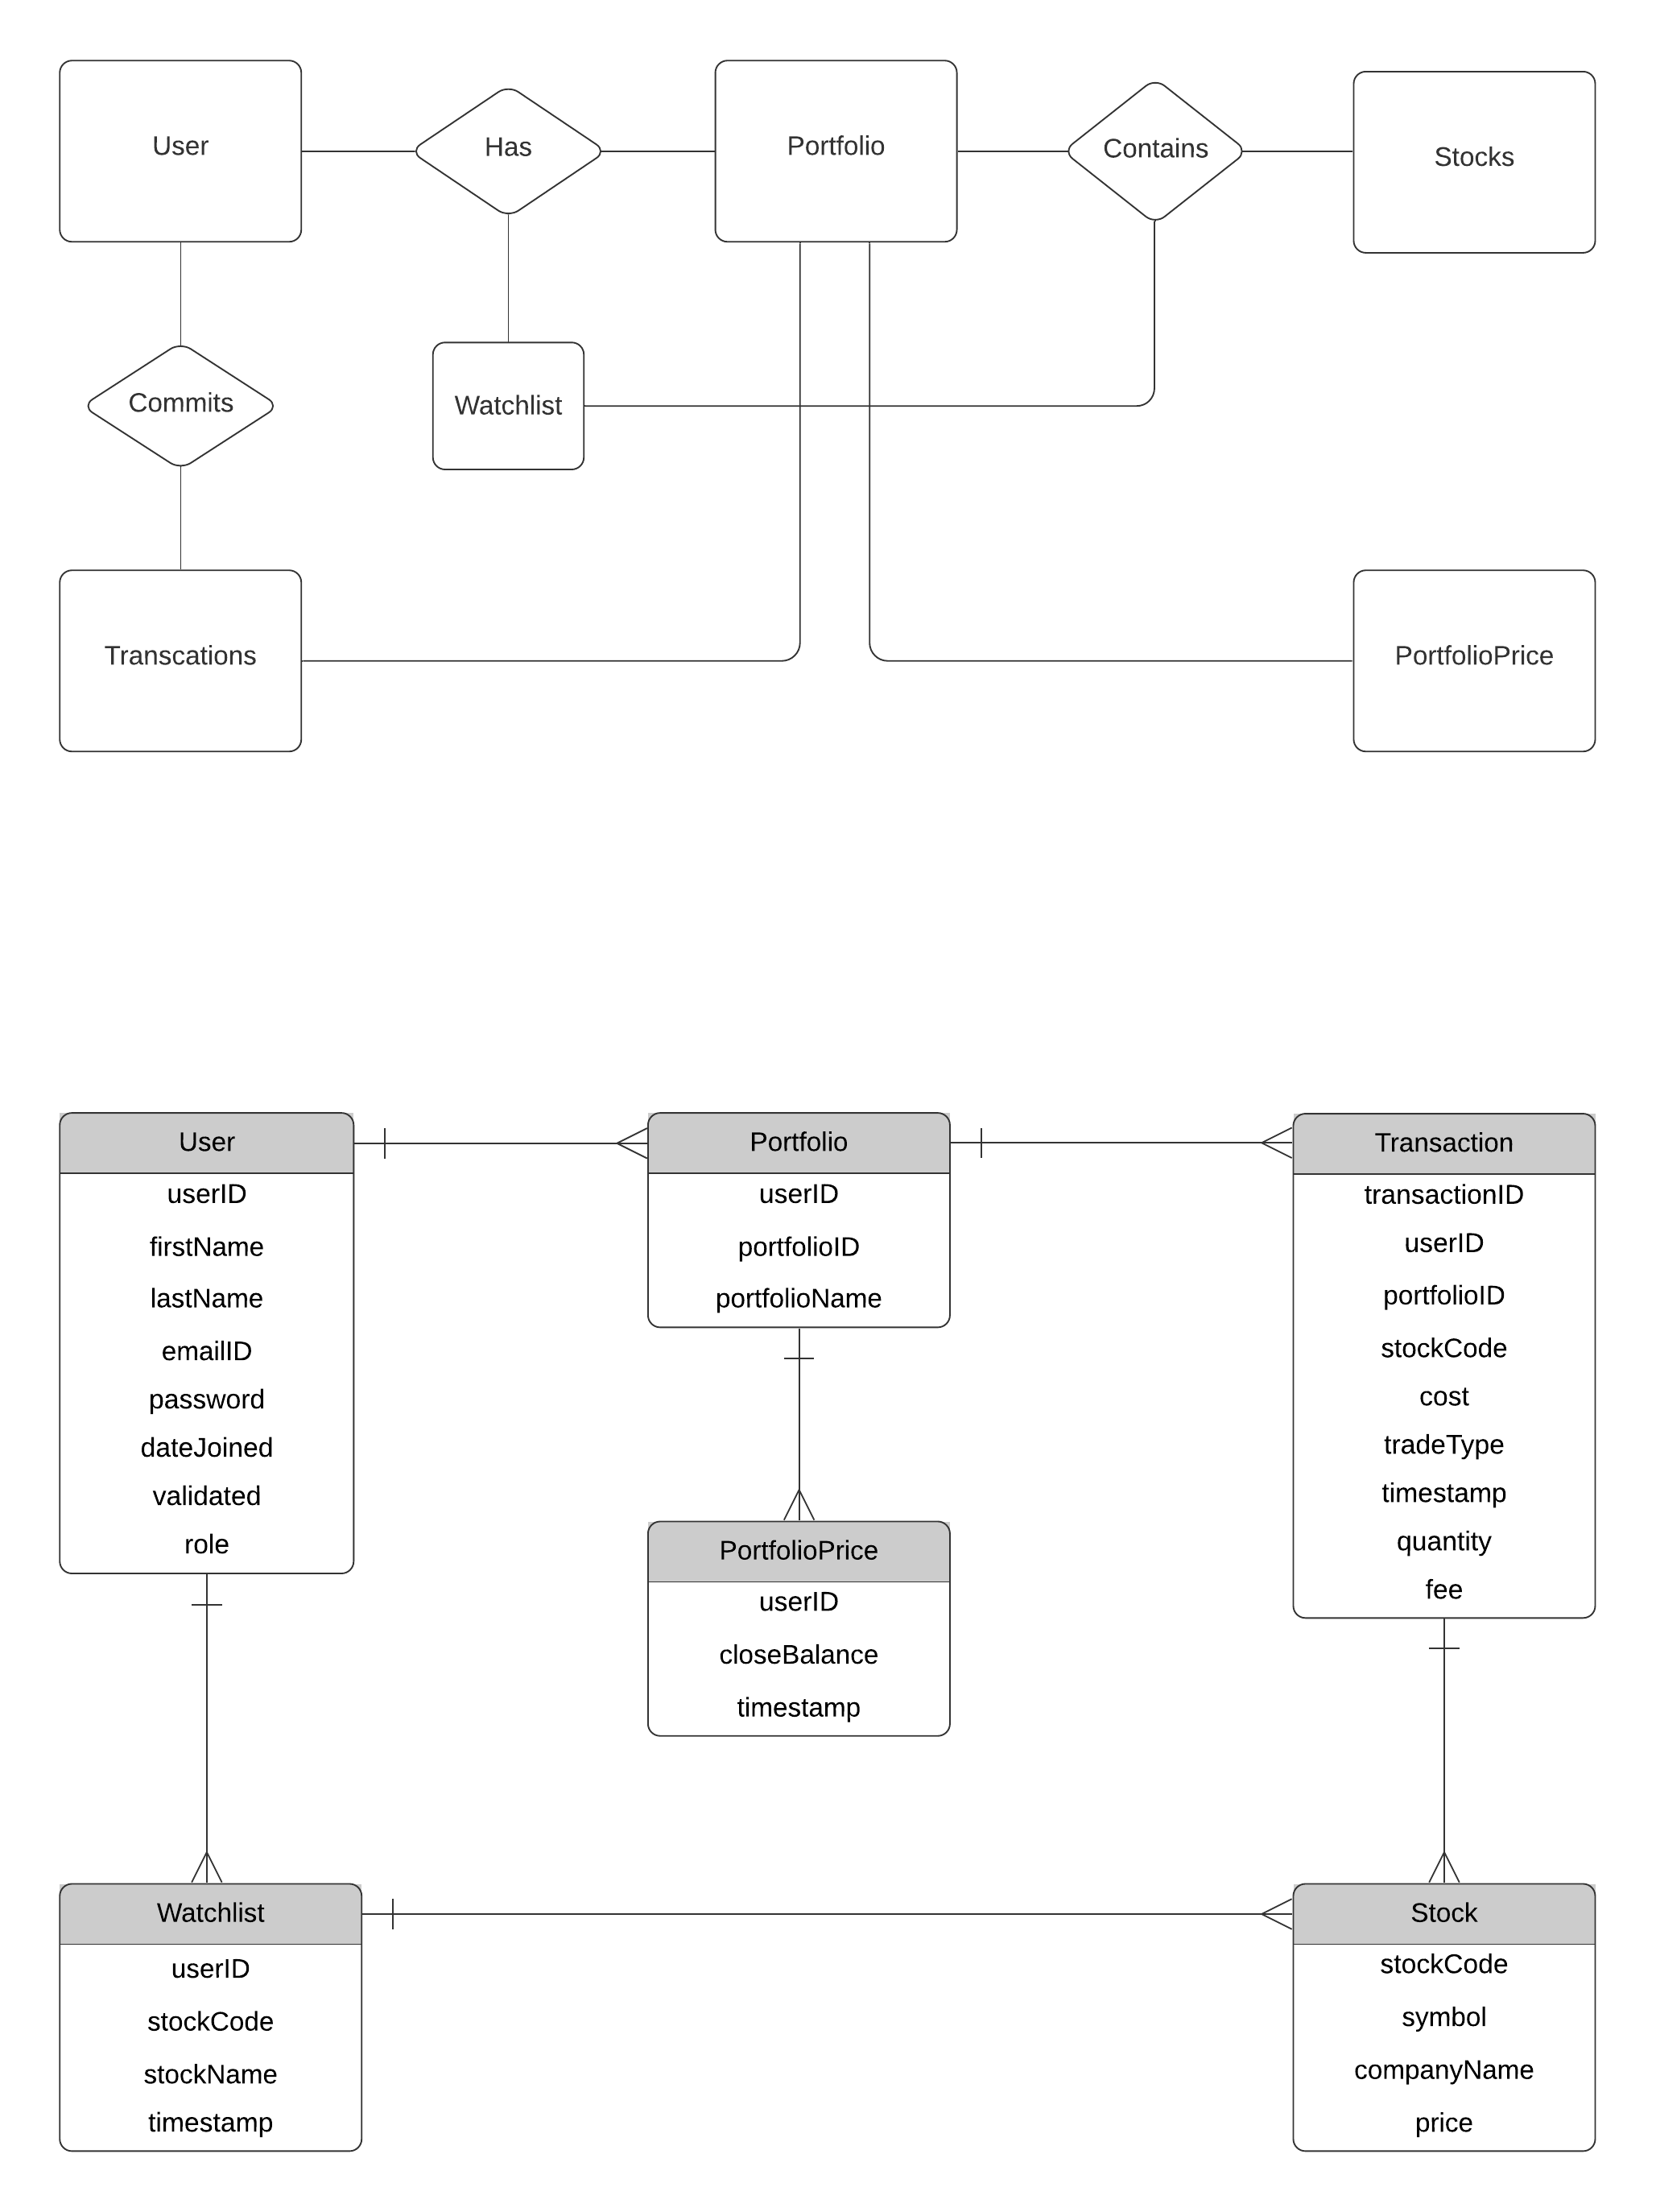 User
Has
Portfolio
Contains
Stocks
Commits
Watchlist
Transcations
PortfolioPrice
User
userID
firstName
lastName
emailID
password
dateJoined
validated
role
Portfolio
userID
portfolioID
portfolioName
Transaction
transactionID
userID
portfolioID
stockCode
cost
tradeType
timestamp
quantity
fee
PortfolioPrice
userID
closeBalance
timestamp
Watchlist
userID
stockCode
stockName
timestamp
Stock
stockCode
symbol
companyName
price